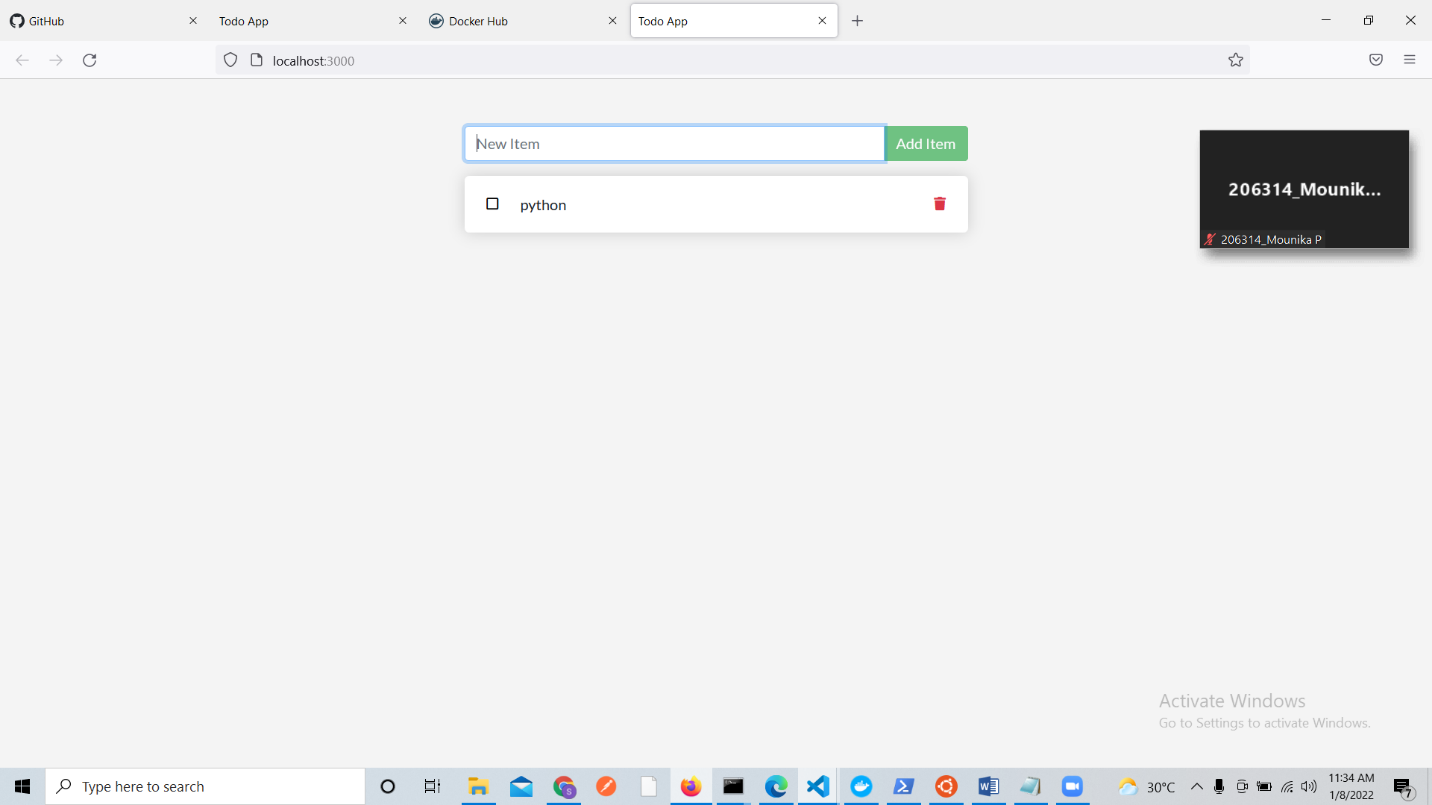 GitHub
Todo App
Docker Hub
Todo App
localhost:3000
New Item
Add Item
python
206314_Mounik...
206314_Mounika P
Activate Windows
Go to Settings to activate Windows.
Type here to search
30°C
11:34 AM
1/8/2022
7